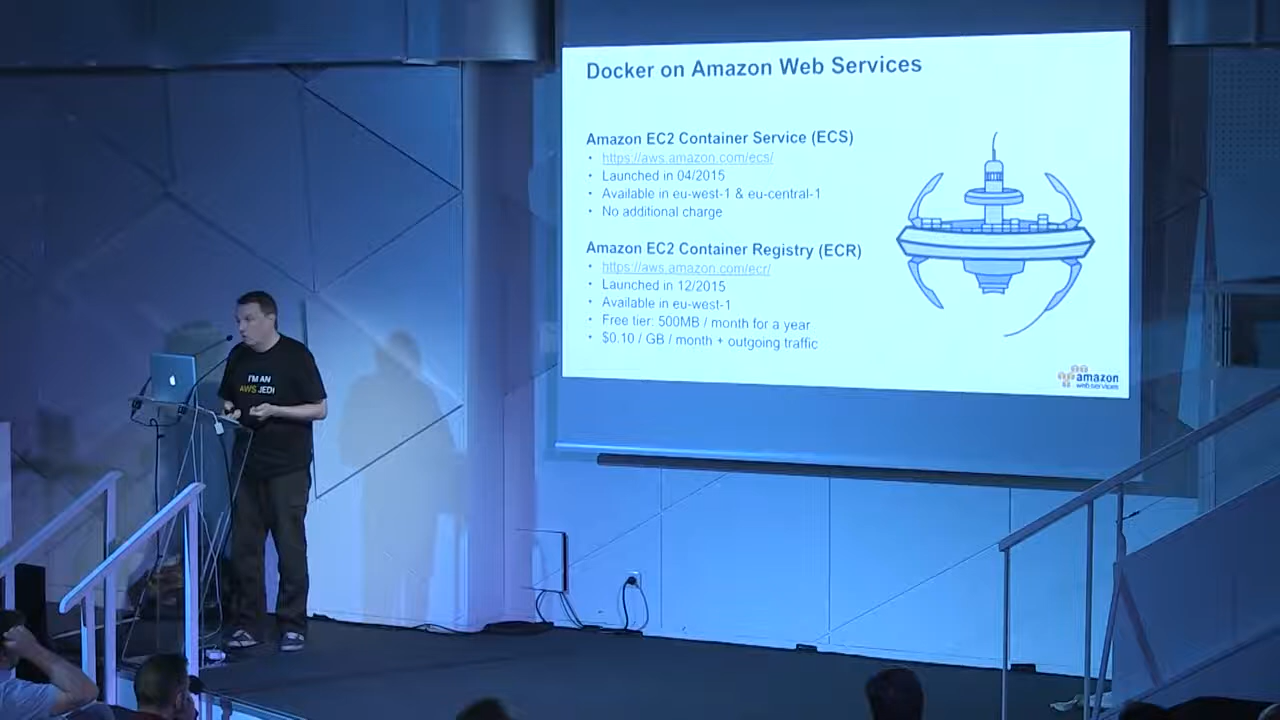 Docker on Amazon Web Services
Amazon EC2 Container Service (ECS)
• https://aws.amazon.com/ecs/
• Launched in 04/2015
• Available in eu-west-1 & eu-central-1
• No additional charge
Amazon EC2 Container Registry (ECR)
• https://aws.amazon.com/ecr/
• Launched in 12/2015
• Available in eu-west-1
• Free tier: 500MB / month for a year
• $0.10 / GB / month + outgoing traffic
amazon
web services
I'M AN
AWS JEDI